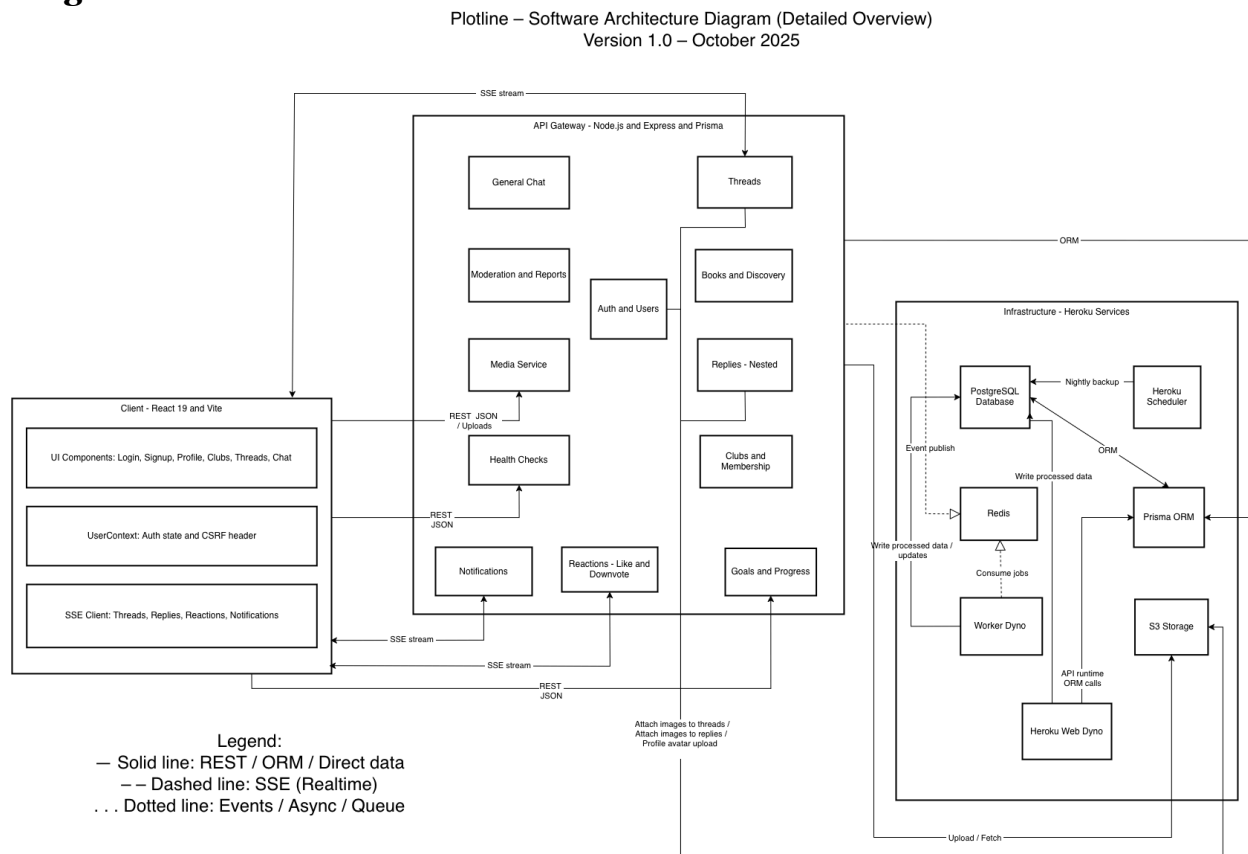 Plotline – Software Architecture Diagram (Detailed Overview)
Version 1.0 – October 2025
SSE stream
API Gateway - Node.js and Express and Prisma
General Chat
Threads
Moderation and Reports
Auth and Users
Books and Discovery
Media Service
Replies - Nested
Health Checks
Clubs and
Membership
Notifications
Reactions - Like and
Downvote
Goals and Progress
ORM
Client - React 19 and Vite
UI Components: Login, Signup, Profile, Clubs, Threads, Chat
UserContext: Auth state and CSRF header
SSE Client: Threads, Replies, Reactions, Notifications
REST JSON
/ Uploads
REST
JSON
SSE stream
SSE stream
REST
JSON
Infrastructure - Heroku Services
PostgreSQL
Database
Nightly backup
Heroku
Scheduler
Event publish
ORM
Write processed data
Redis
Prisma ORM
Write processed data /
updates
Consume jobs
Worker Dyno
S3 Storage
API runtime
ORM calls
Heroku Web Dyno
Attach images to threads /
Attach images to replies /
Profile avatar upload
Upload / Fetch
Legend:
— Solid line: REST / ORM / Direct data
– – Dashed line: SSE (Realtime)
. . . Dotted line: Events / Async / Queue